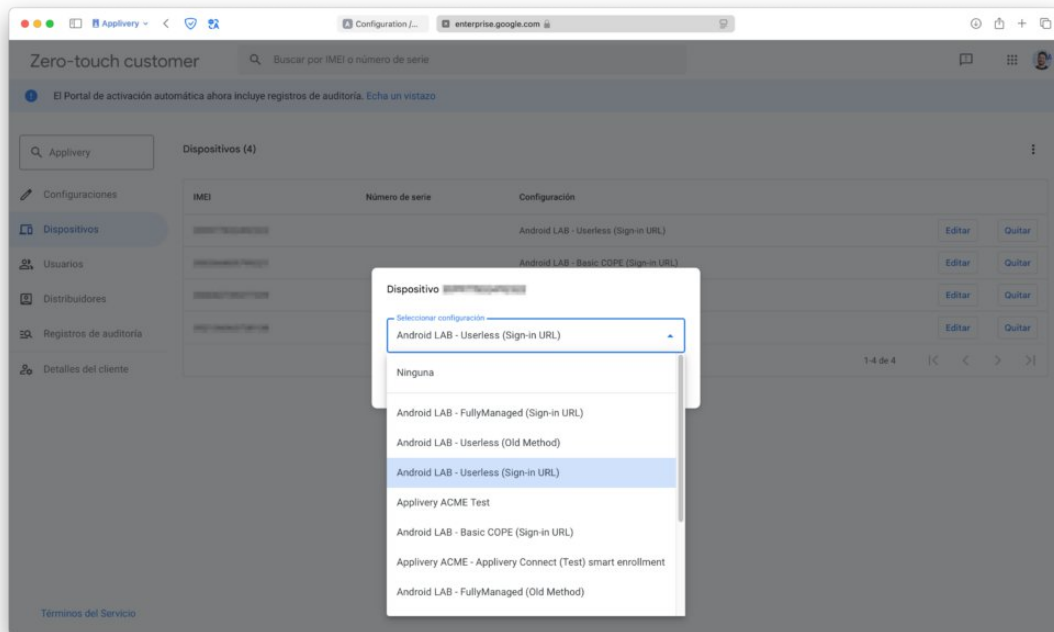 Applivery
Configuration /...
enterprise.google.com
Zero-touch customer
Buscar por IMEI o número de serie
El Portal de activación automática ahora incluye registros de auditoría. Echa un vistazo
Applivery
Configuraciones
Dispositivos
Usuarios
Distribuidores
Registros de auditoría
Detalles del cliente
Términos del Servicio
Dispositivos (4)
IMEI Número de serie Configuración
Android LAB - Userless (Sign-in URL) Editar Quitar
Android LAB - Basic COPE (Sign-in URL) Editar Quitar
Editar Quitar
Editar Quitar
1-4 de 4
Dispositivo
Seleccionar configuración
Android LAB - Userless (Sign-in URL)
Ninguna
Android LAB - FullyManaged (Sign-in URL)
Android LAB - Userless (Old Method)
Android LAB - Userless (Sign-in URL)
Applivery ACME Test
Android LAB - Basic COPE (Sign-in URL)
Applivery ACME - Applivery Connect (Test) smart enrollment
Android LAB - FullyManaged (Old Method)